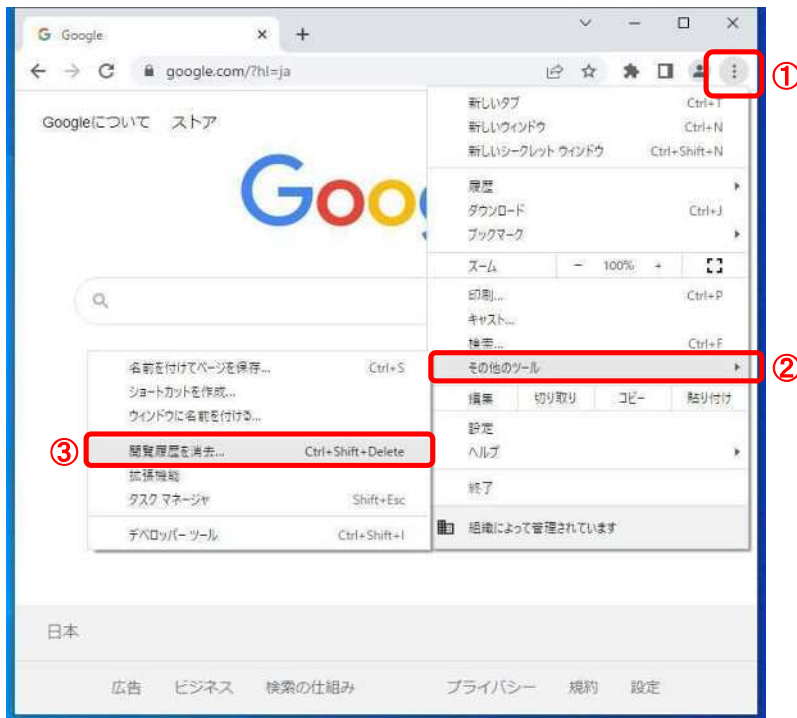 Google
google.com/?hl=ja
①
Googleについて ストア
Goo
新しいタブ Ctrl+T
新しいウィンドウ Ctrl+N
新しいシークレット ウィンドウ Ctrl+Shift+N
履歴
ダウンロード Ctrl+J
ブックマーク
ズーム - 100% +
印刷... Ctrl+P
キャスト...
検索... Ctrl+F
その他のツール
②
編集 切り取り コピー 貼り付け
設定
ヘルプ
終了
組織によって管理されています
名前を付けてページを保存... Ctrl+S
ショートカットを作成...
ウィンドウに名前を付ける...
③
閲覧履歴を消去... Ctrl+Shift+Delete
拡張機能
タスク マネージャ Shift+Esc
デベロッパー ツール Ctrl+Shift+I
日本
広告 ビジネス 検索の仕組み プライバシー 規約 設定